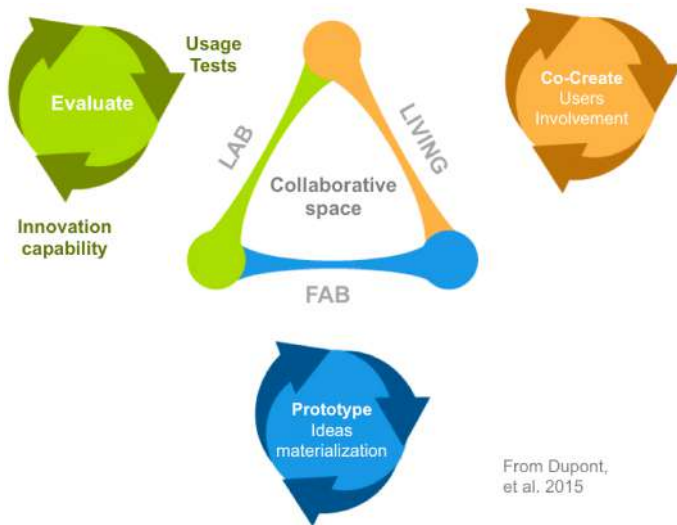 Usage
Tests
Evaluate
Innovation
capability
LAB
LIVING
Collaborative
space
FAB
Co-Create
Users
Involvement
Prototype
Ideas
materialization
From Dupont,
et al. 2015